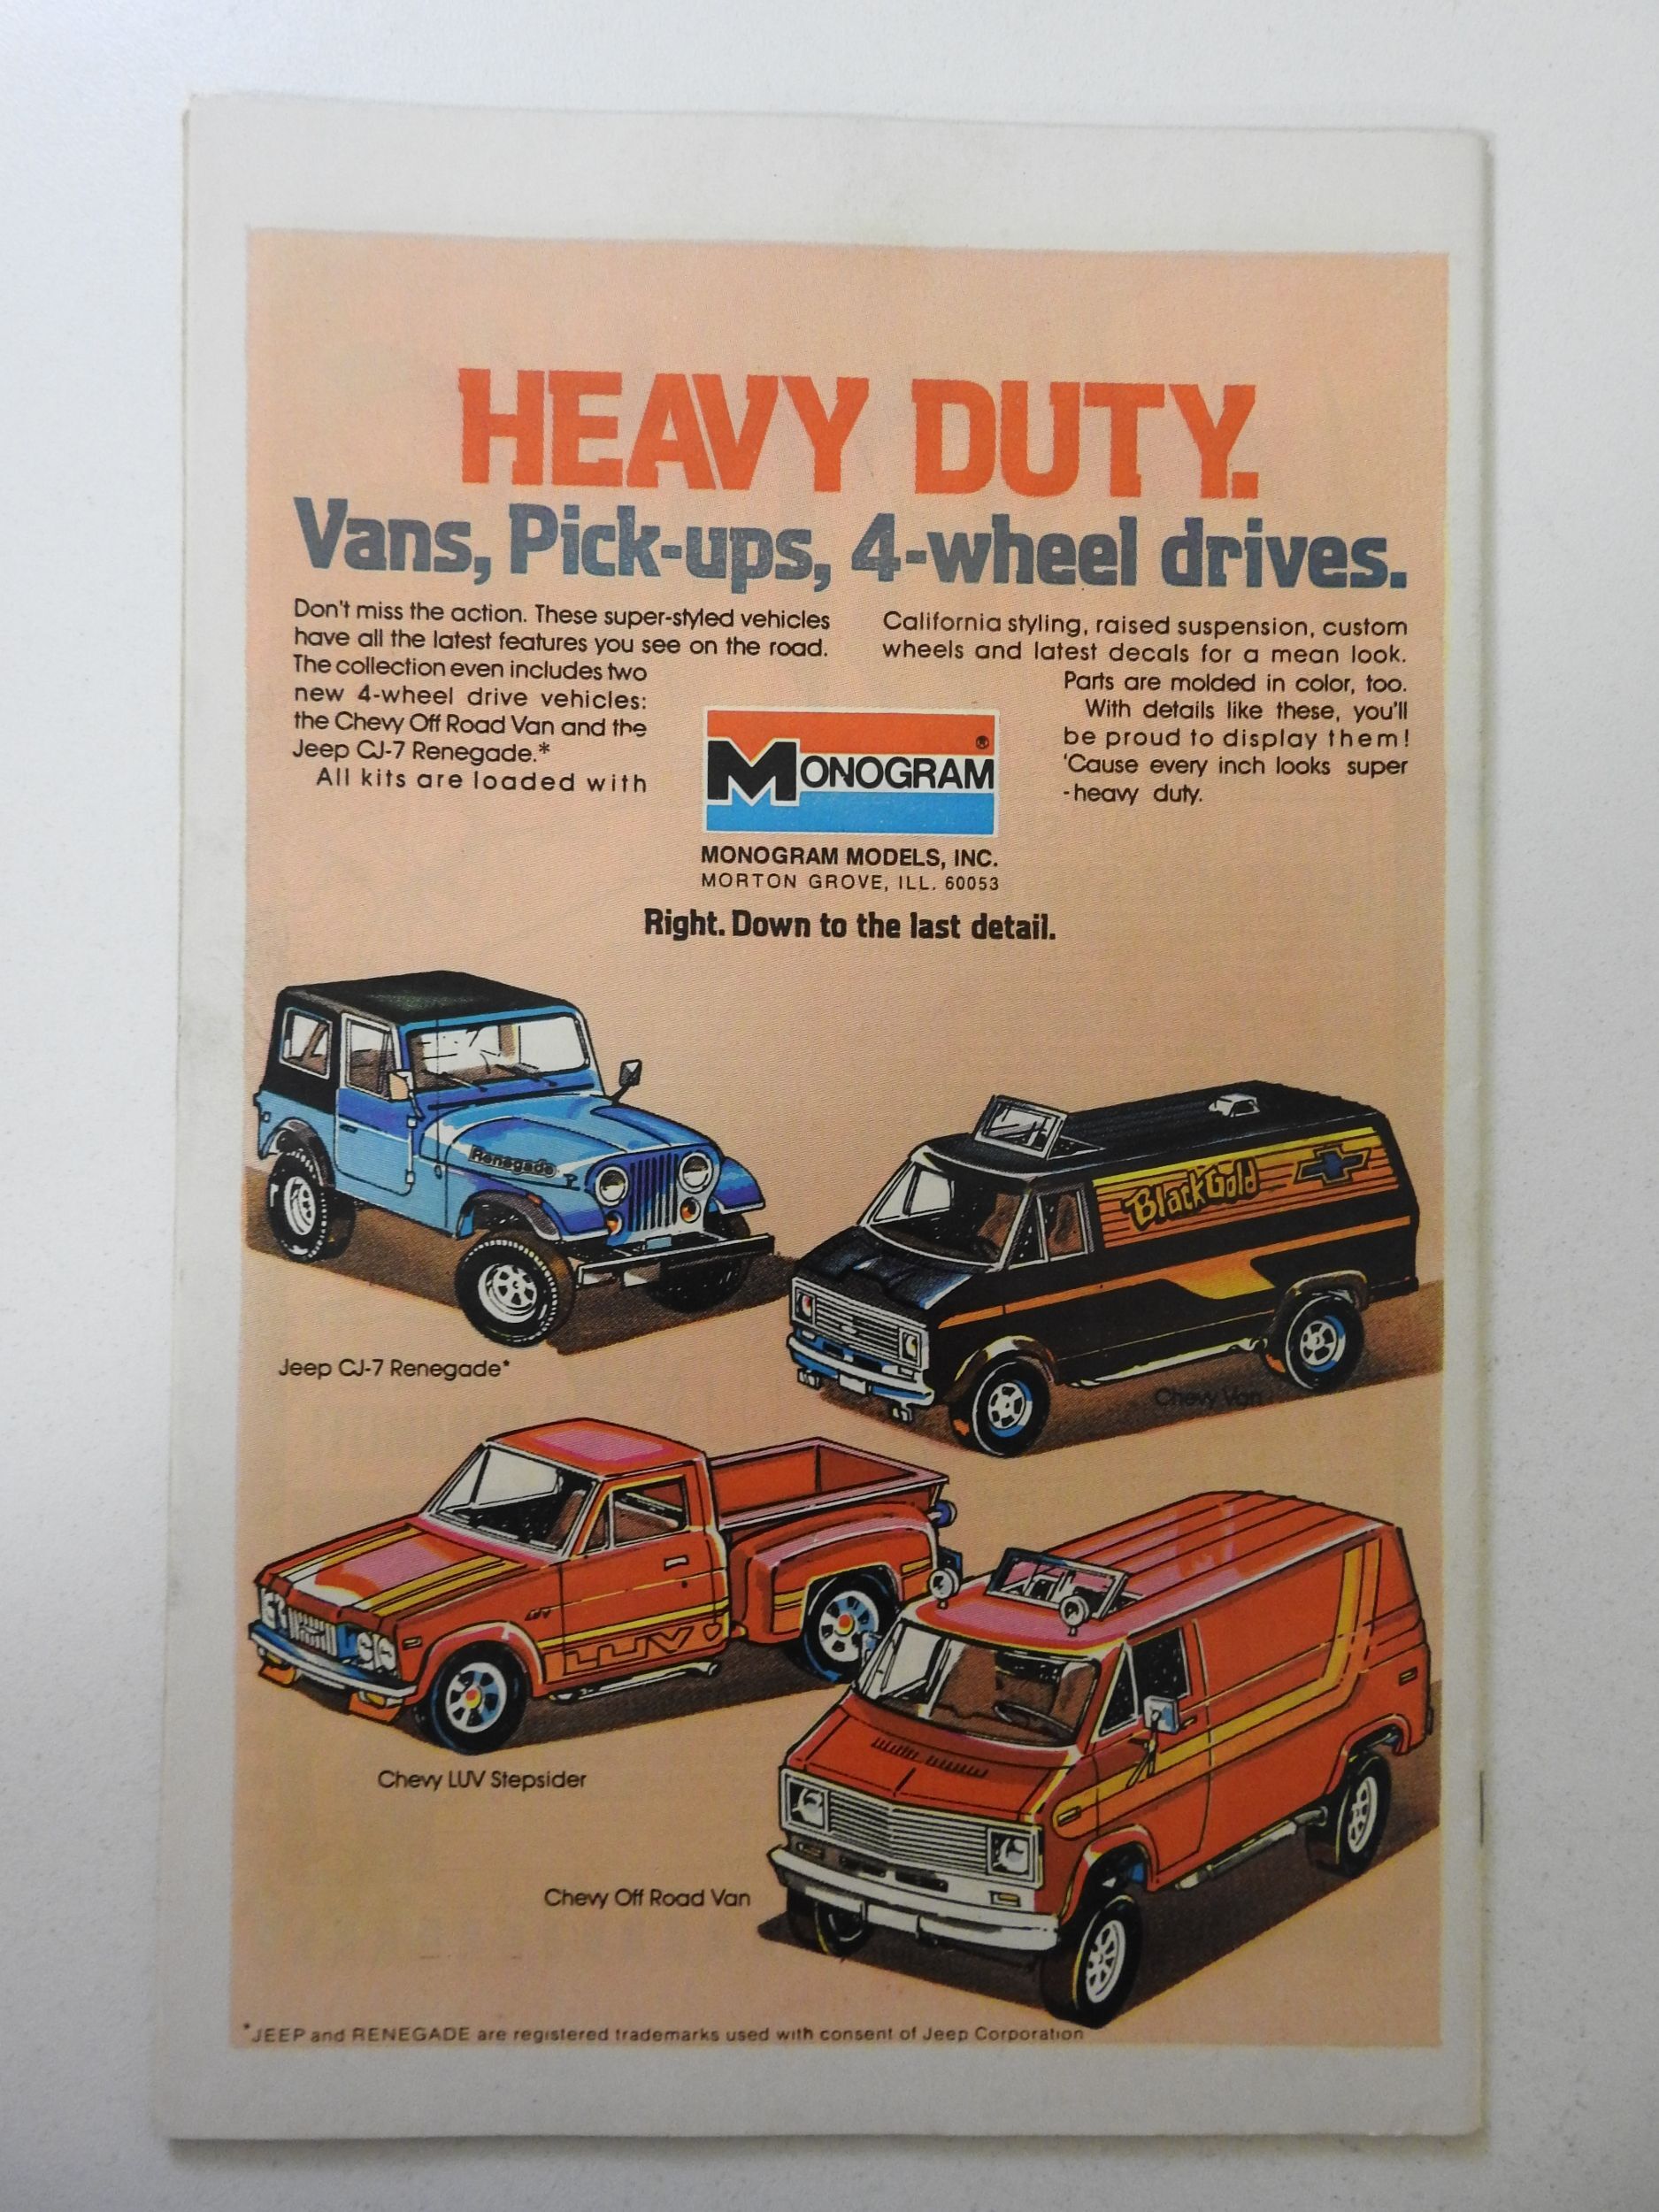 HEAVY DUTY.
Vans, Pick-ups, 4-wheel drives.
Don't miss the action. These super-styled vehicles
have all the latest features you see on the road.
The collection even includes two
new 4-wheel drive vehicles:
the Chevy Off Road Van and the
Jeep CJ-7 Renegade.*
All kits are loaded with
California styling, raised suspension, custom
wheels and latest decals for a mean look.
Parts are molded in color, too.
With details like these, you'll
be proud to display them!
'Cause every inch looks super
-heavy duty.
MONOGRAM®
MONOGRAM MODELS, INC.
MORTON GROVE, ILL. 60053
Right. Down to the last detail.
Renegade
Jeep CJ-7 Renegade*
Black Gold
Chevy Van
LUV
LUV
Chevy LUV Stepsider
Chevy Off Road Van
*JEEP and RENEGADE are registered trademarks used with consent of Jeep Corporation